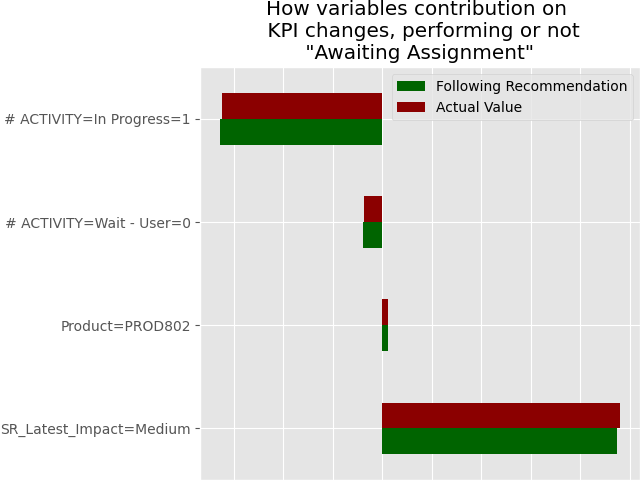 How variables contribution on
KPI changes, performing or not
"Awaiting Assignment"
Following Recommendation
Actual Value
# ACTIVITY=In Progress=1
# ACTIVITY=Wait - User=0
Product=PROD802
SR_Latest_Impact=Medium